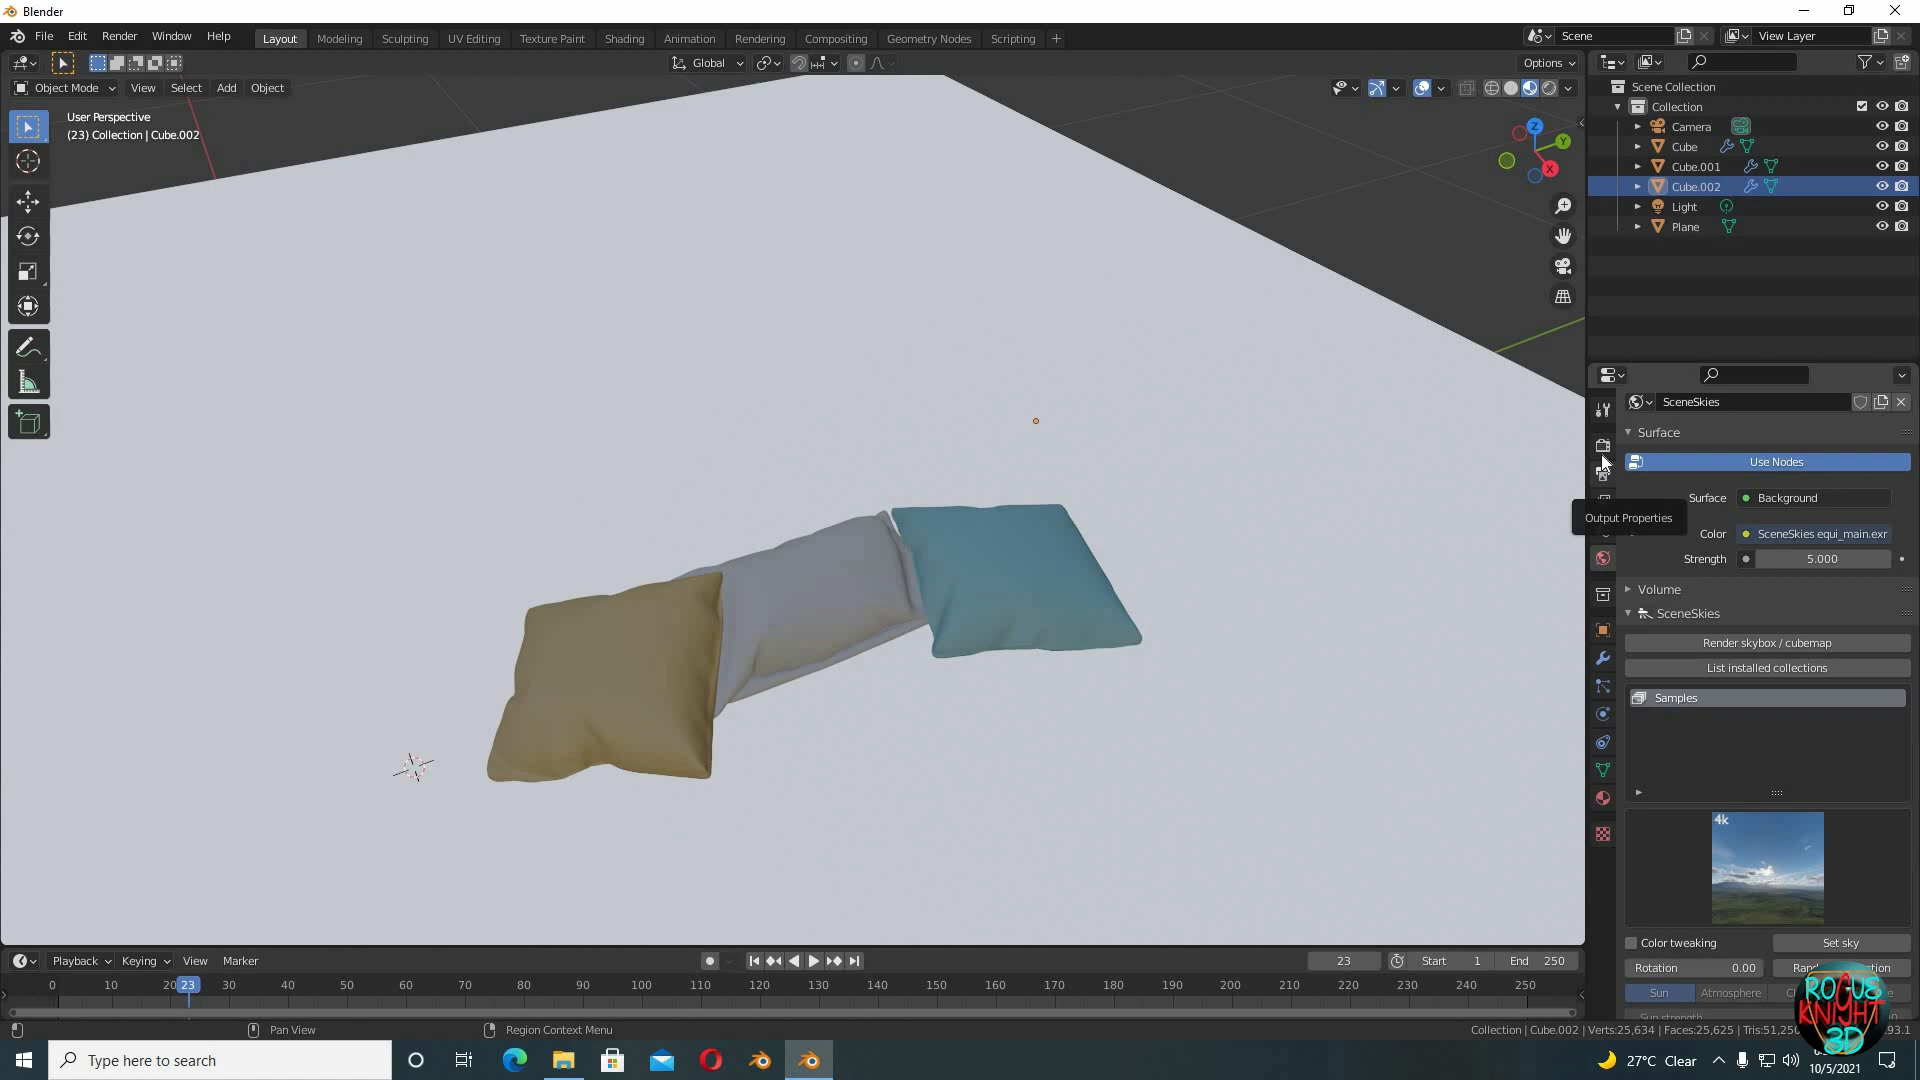 Blender
File Edit Render Window Help Layout Modeling Sculpting UV Editing Texture Paint Shading Animation Rendering Compositing Geometry Nodes Scripting + Scene View Layer
Global Options
Object Mode View Select Add Object
User Perspective
(23) Collection | Cube.002
Z
Y
X
Scene Collection
Collection
Camera
Cube
Cube.001
Cube.002
Light
Plane
SceneSkies
Surface
Use Nodes
Surface Background
Output Properties
Color SceneSkies equi_main.exr
Strength 5.000
Volume
SceneSkies
Render skybox / cubemap
List installed collections
Samples
4k
Color tweaking Set sky
Rotation 0.00
Sun Atmosphere
Playback Keying View Marker 23 Start 1 End 250
0 10 20 23 30 40 50 60 70 80 90 100 110 120 130 140 150 160 170 180 190 200 210 220 230 240 250
Pan View Region Context Menu Collection | Cube.002 | Verts:25,634 | Faces:25,625 | Tris:51,250
ROGUE
KNIGHT
3D
Type here to search 27°C Clear
10/5/2021